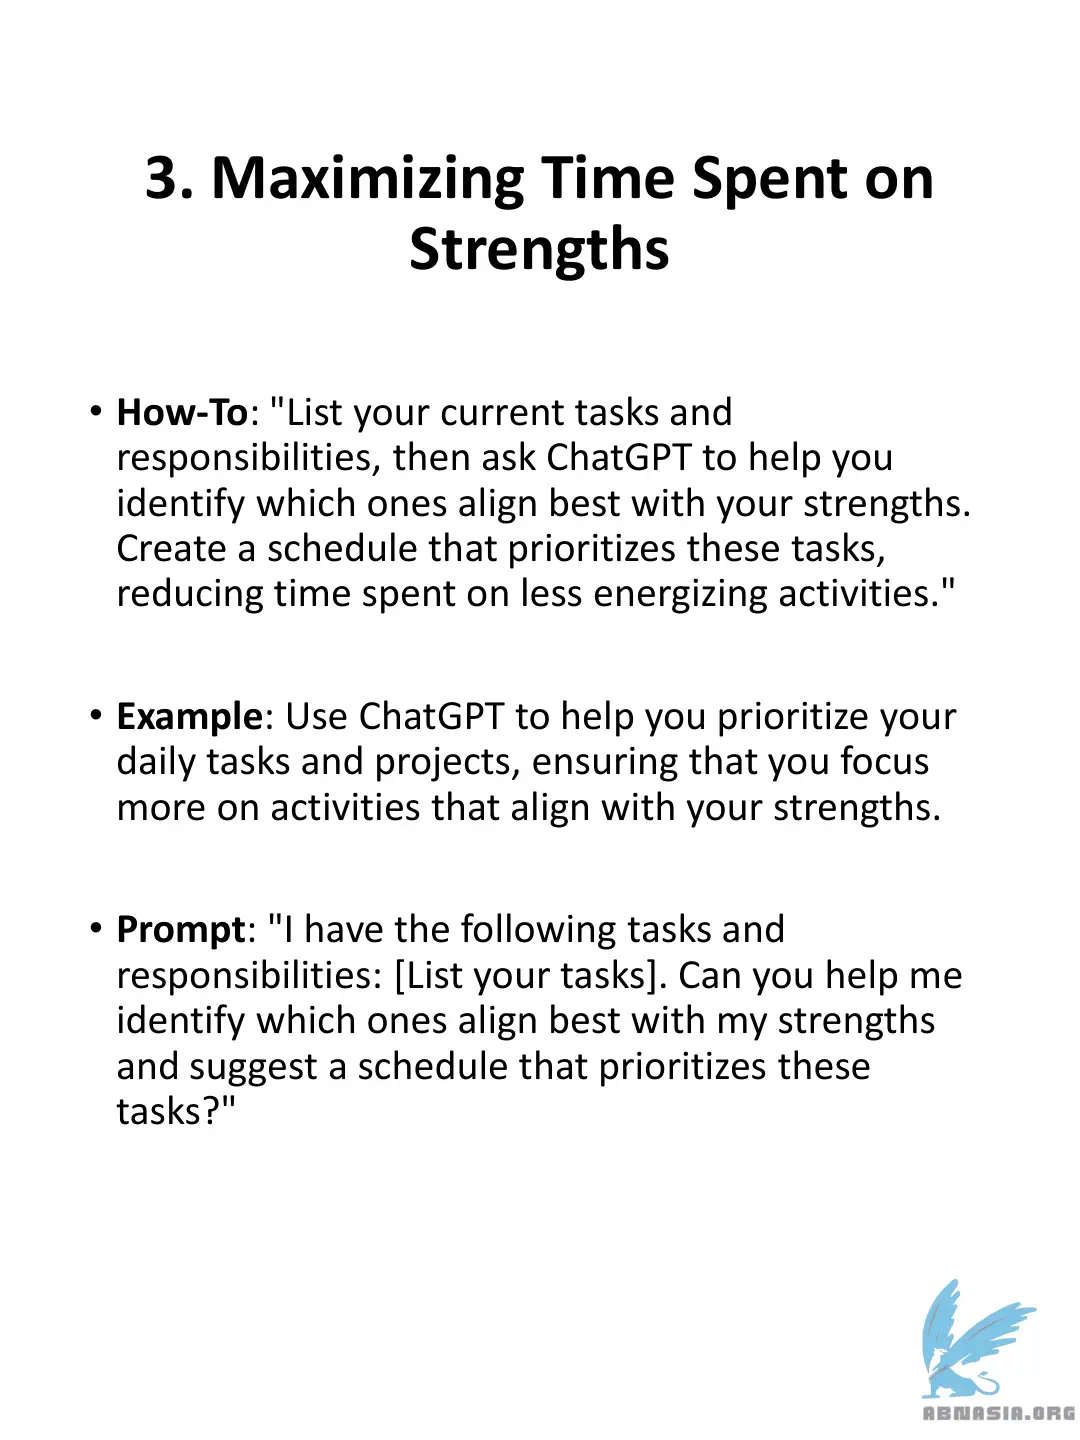 3. Maximizing Time Spent on
Strengths
• How-To: "List your current tasks and
responsibilities, then ask ChatGPT to help you
identify which ones align best with your strengths.
Create a schedule that prioritizes these tasks,
reducing time spent on less energizing activities."
• Example: Use ChatGPT to help you prioritize your
daily tasks and projects, ensuring that you focus
more on activities that align with your strengths.
• Prompt: "I have the following tasks and
responsibilities: [List your tasks]. Can you help me
identify which ones align best with my strengths
and suggest a schedule that prioritizes these
tasks?"
ABNASIA.ORG